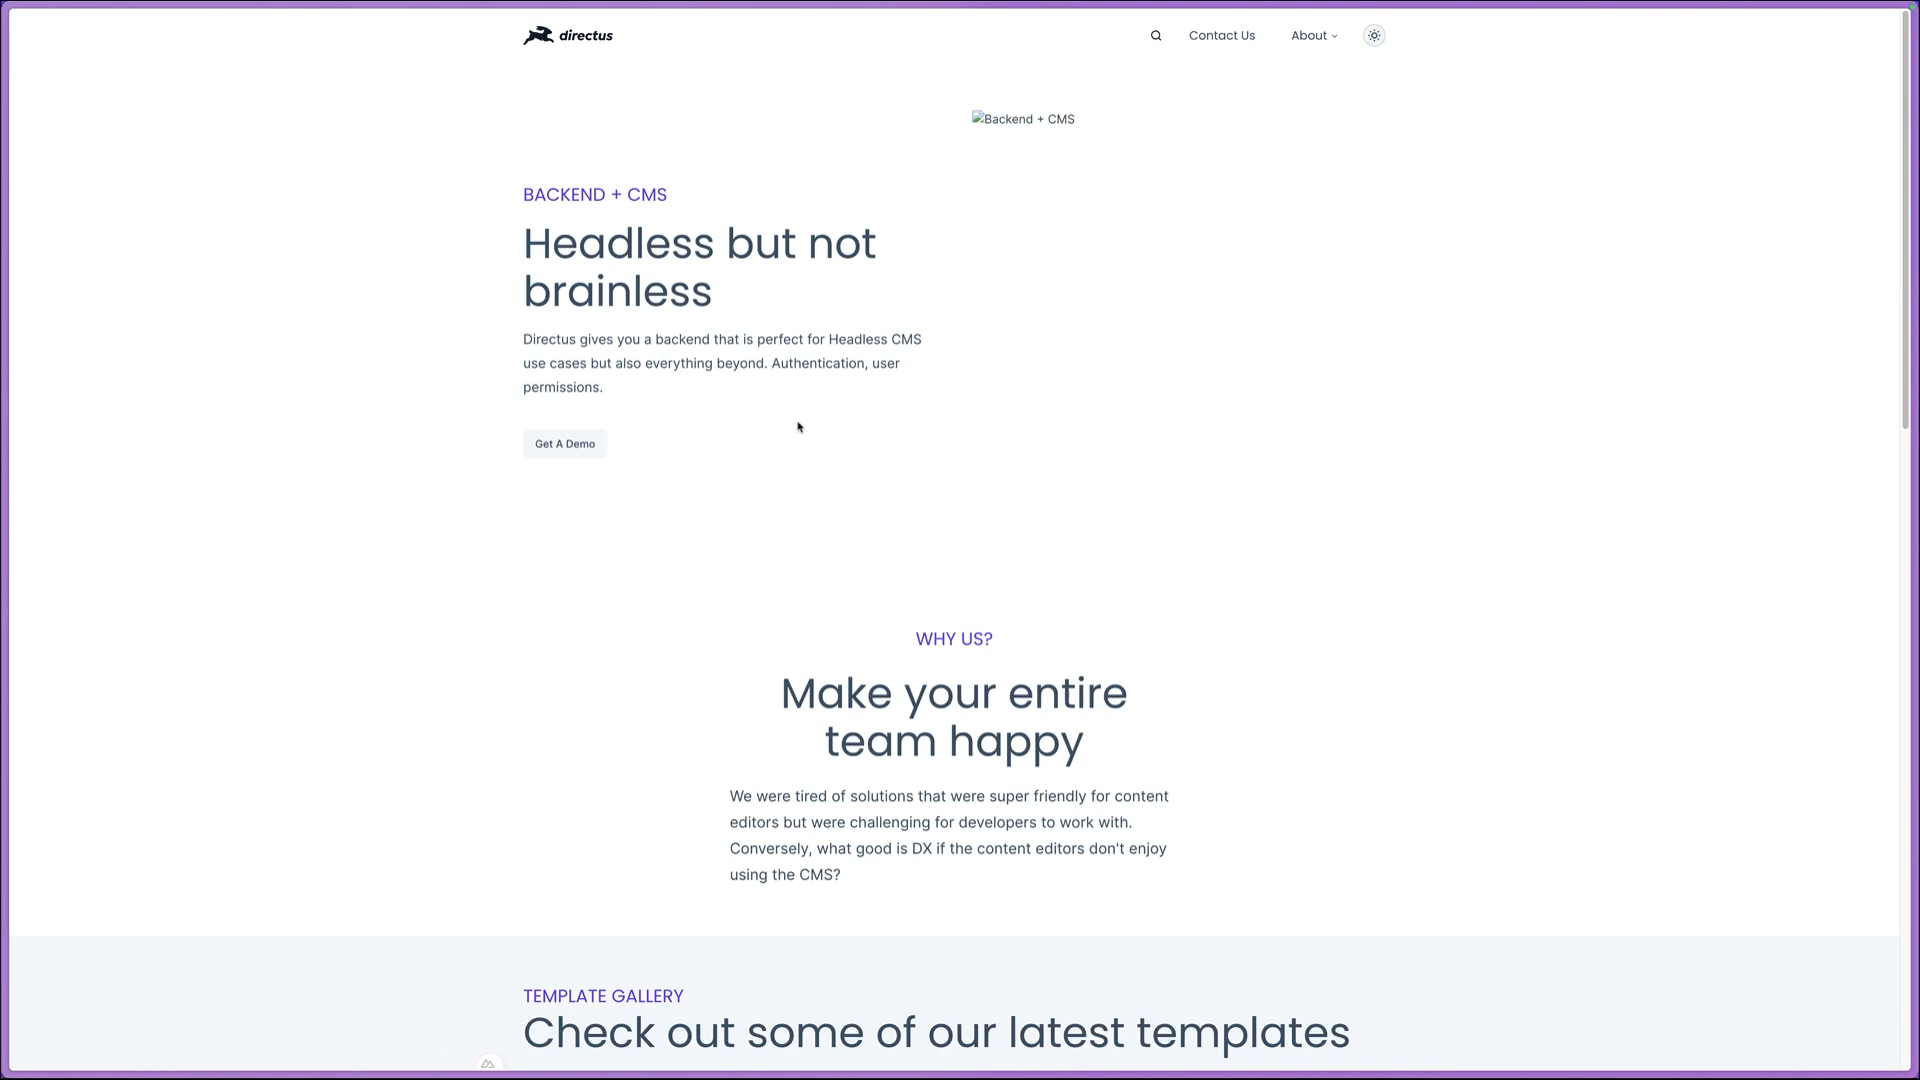 directus
Contact Us
About
Backend + CMS
BACKEND + CMS
Headless but not
brainless
Directus gives you a backend that is perfect for Headless CMS
use cases but also everything beyond. Authentication, user
permissions.
Get A Demo
WHY US?
Make your entire
team happy
We were tired of solutions that were super friendly for content
editors but were challenging for developers to work with.
Conversely, what good is DX if the content editors don't enjoy
using the CMS?
TEMPLATE GALLERY
Check out some of our latest templates